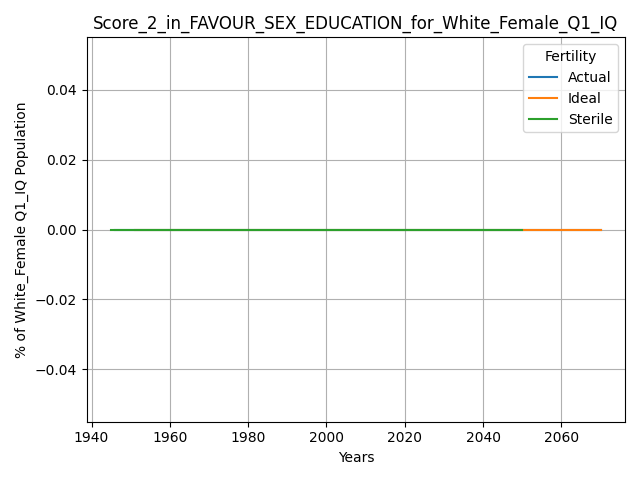 Score_2_in_FAVOUR_SEX_EDUCATION_for_White_Female_Q1_IQ
Fertility
Actual
Ideal
Sterile
% of White_Female Q1_IQ Population
0.04
0.02
0.00
−0.02
−0.04
1940 1960 1980 2000 2020 2040 2060
Years